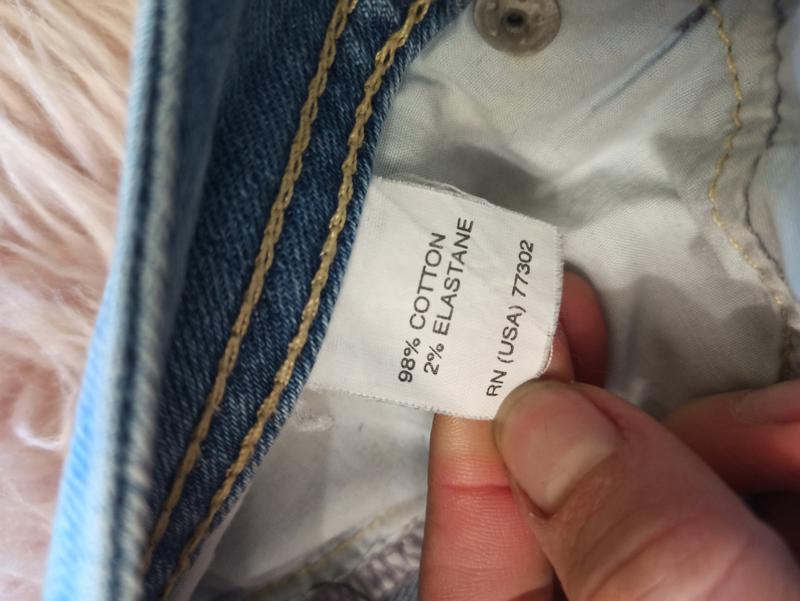 98% COTTON
2% ELASTANE
RN (USA) 77302